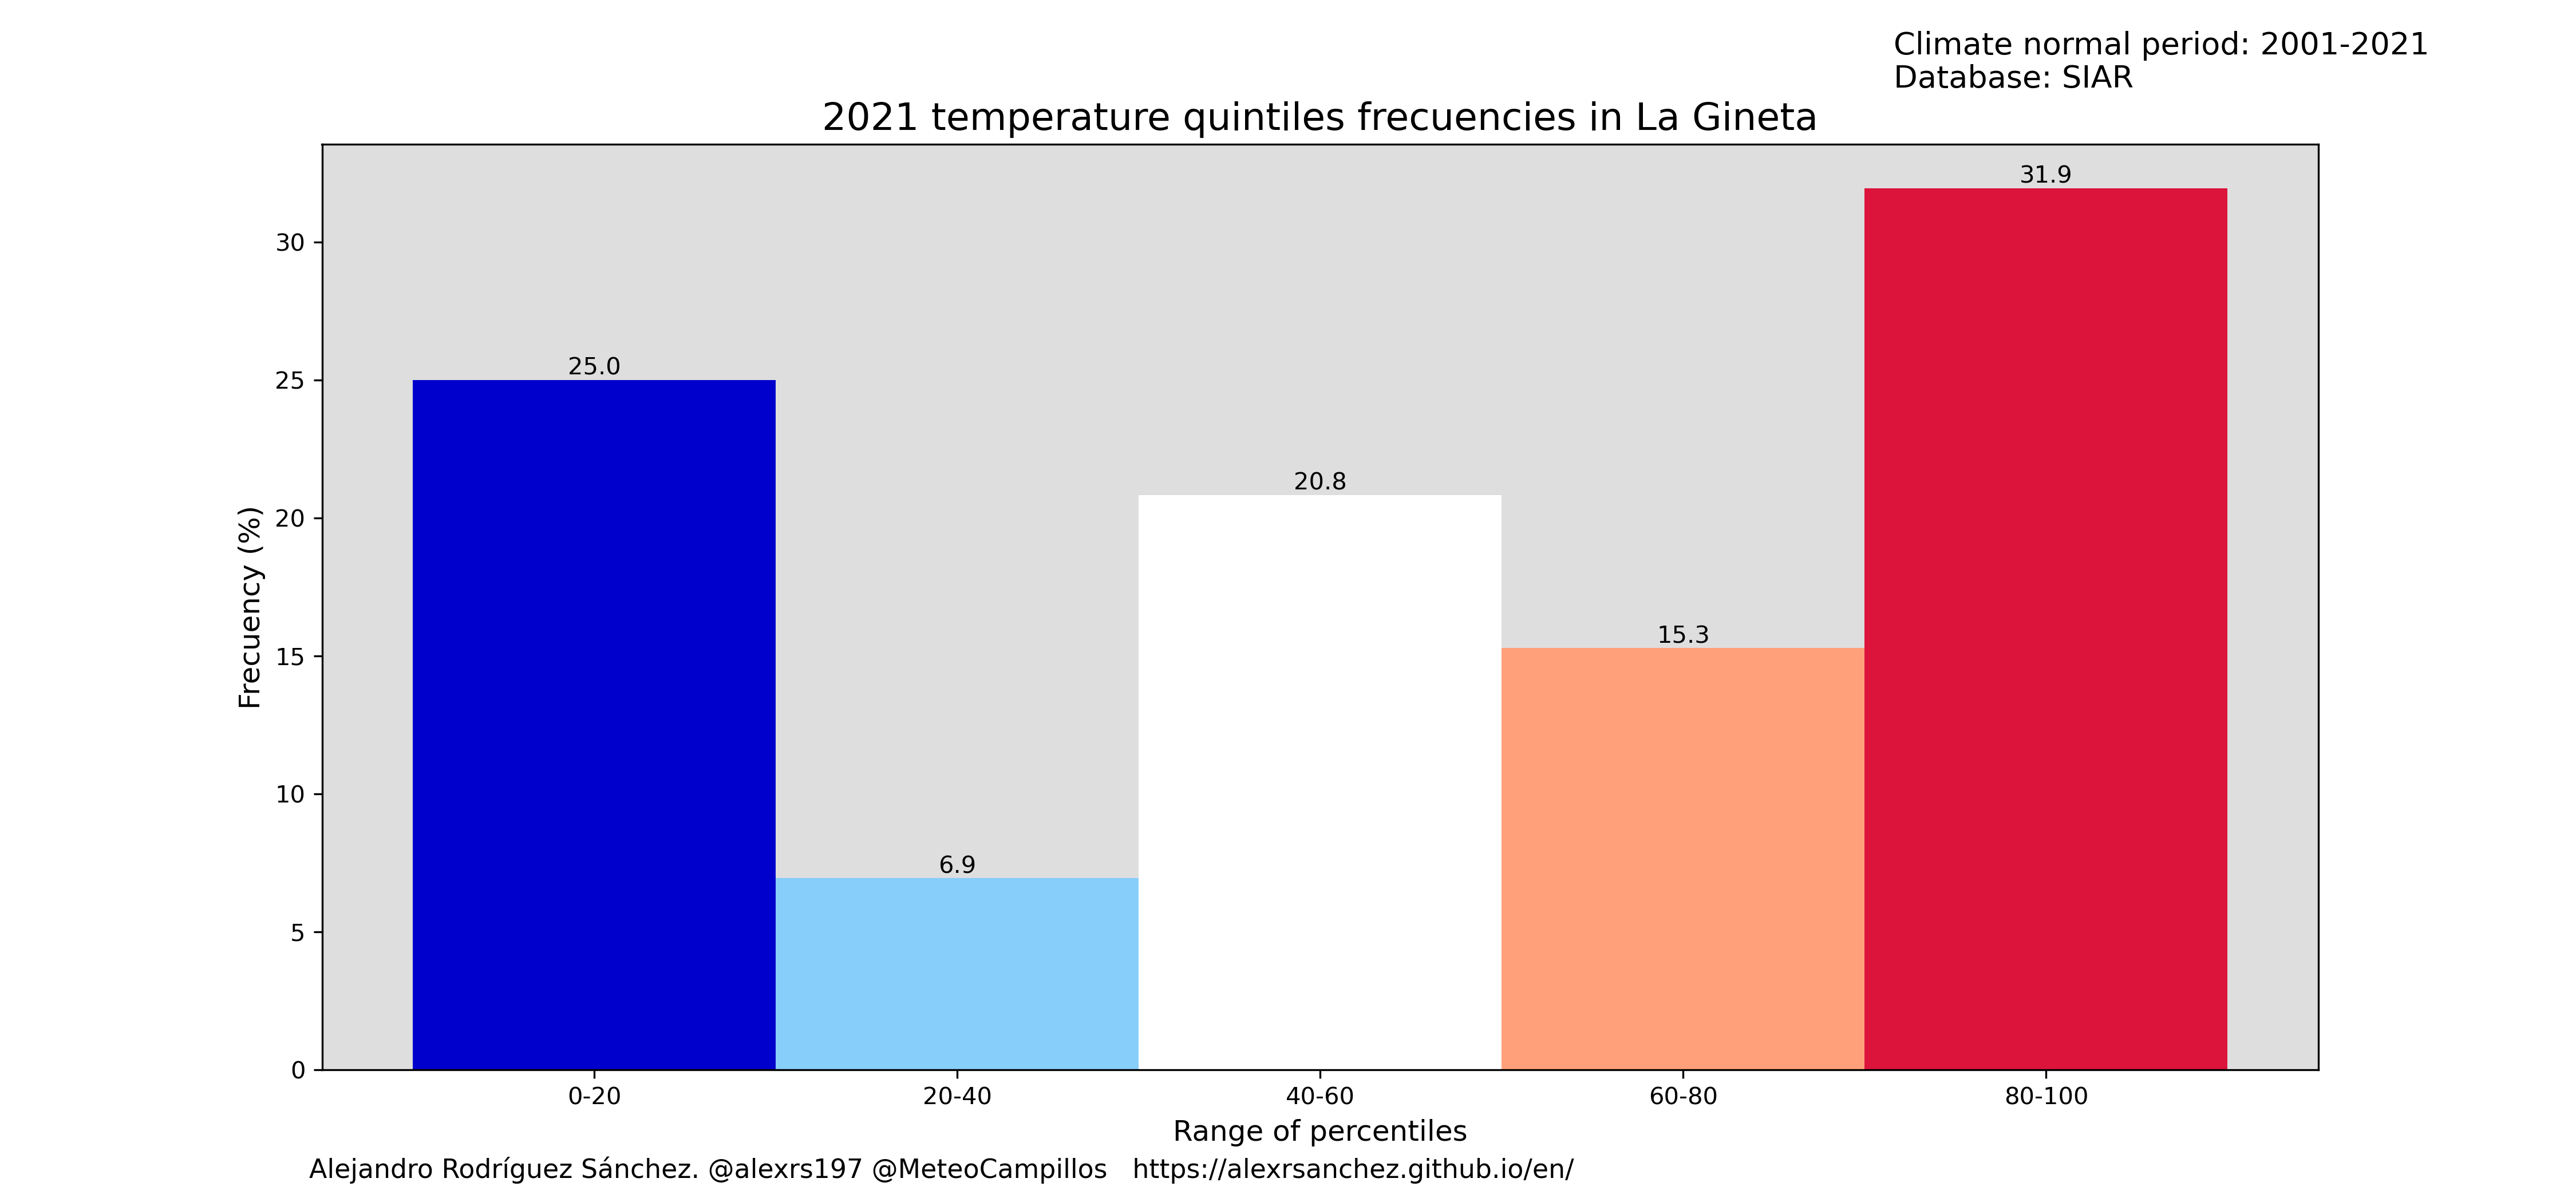 Climate normal period: 2001-2021
Database: SIAR
2021 temperature quintiles frecuencies in La Gineta
31.9
30
25.0
25
20.8
Frecuency (%)
20
15.3
15
10
6.9
5
0
0-20 20-40 40-60 60-80 80-100
Range of percentiles
Alejandro Rodríguez Sánchez. @alexrs197 @MeteoCampillos https://alexrsanchez.github.io/en/